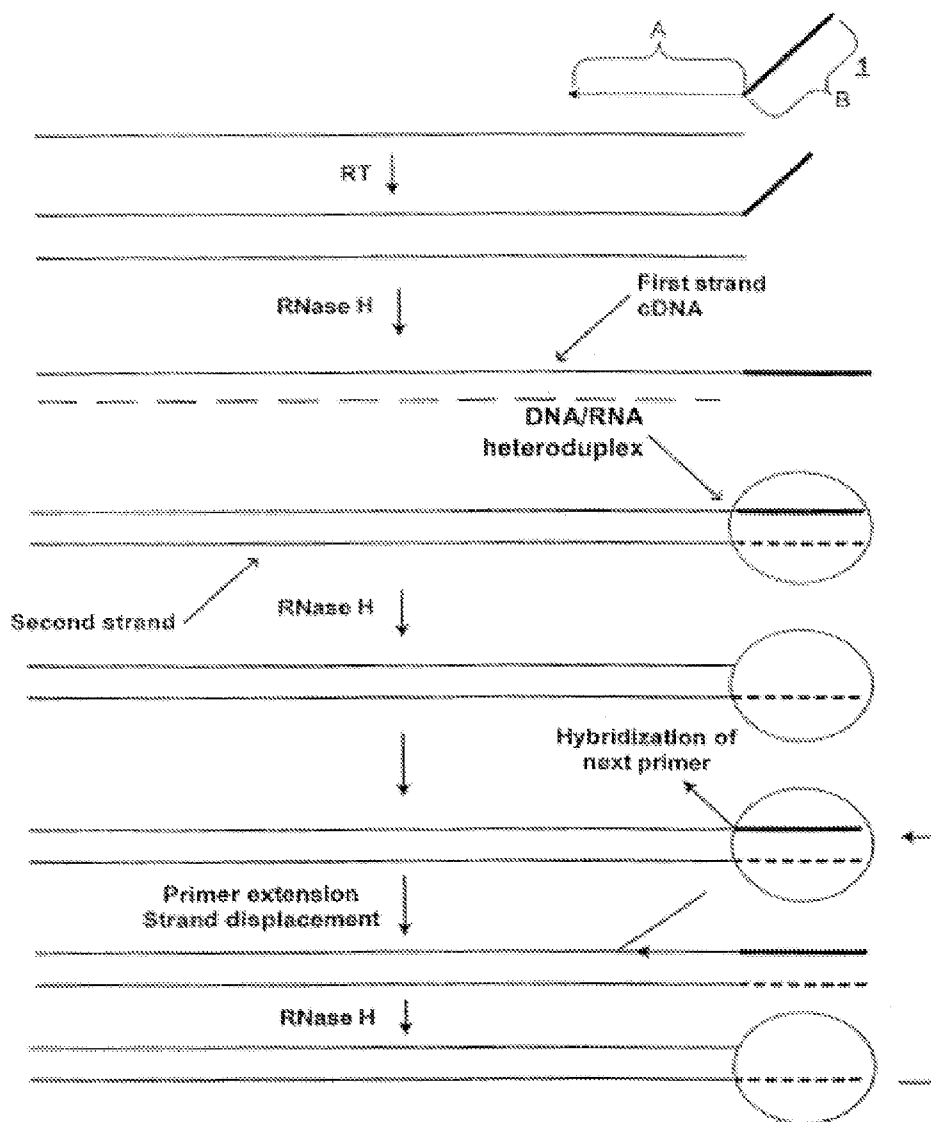 A
1
B
RT
First strand
cDNA
RNase H
DNA/RNA
heteroduplex
Second strand
RNase H
Hybridization of
next primer
Primer extension
Strand displacement
RNase H